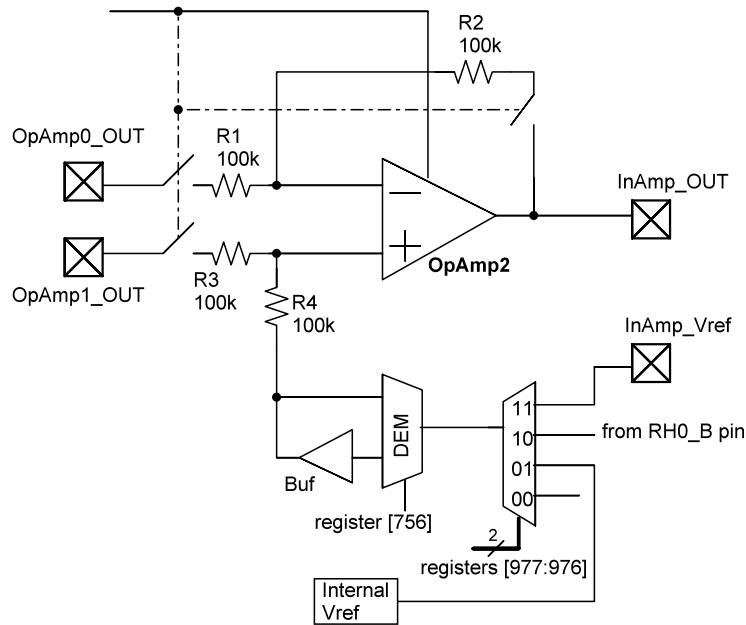 R2
100k
OpAmp0_OUT
R1
100k
InAmp_OUT
OpAmp2
OpAmp1_OUT
R3
100k
R4
100k
InAmp_Vref
11
10
01
00
from RH0_B pin
DEM
Buf
register [756]
2
registers [977:976]
Internal
Vref